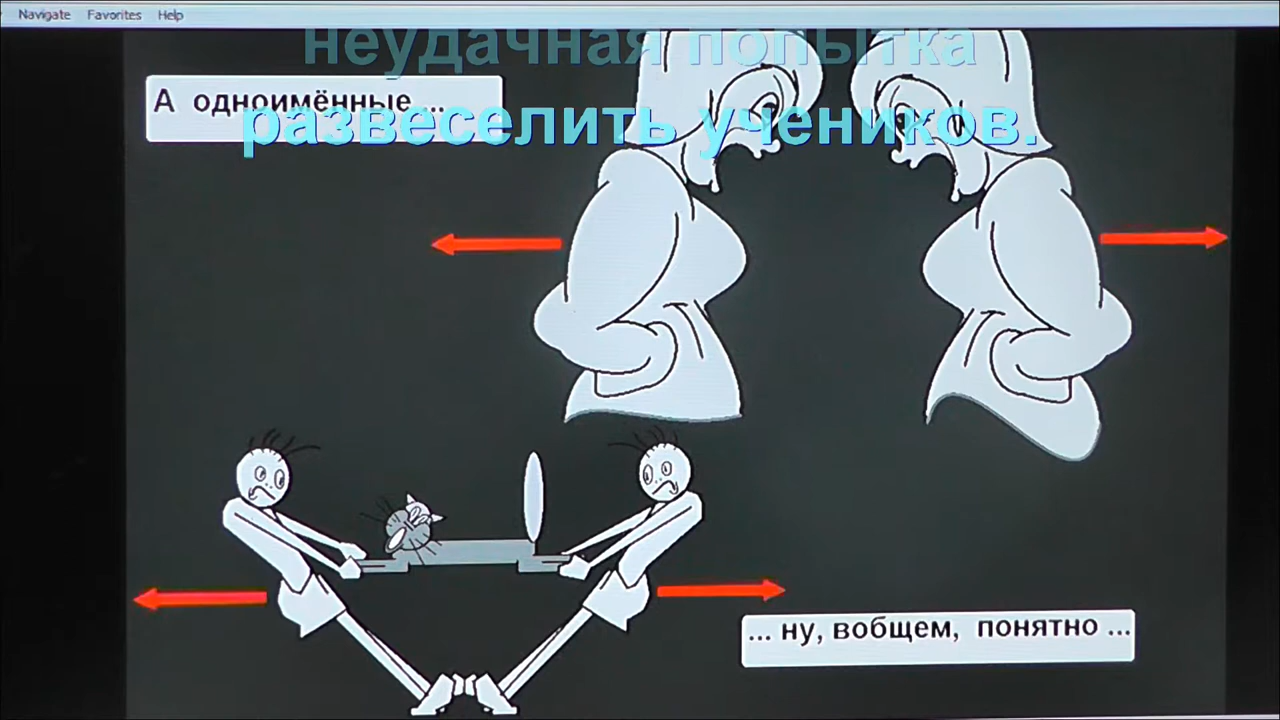 Navigate Favorites Help
неудачная попытка
А одноимённые ...
развеселить учеников.
... ну, вобщем, понятно ...